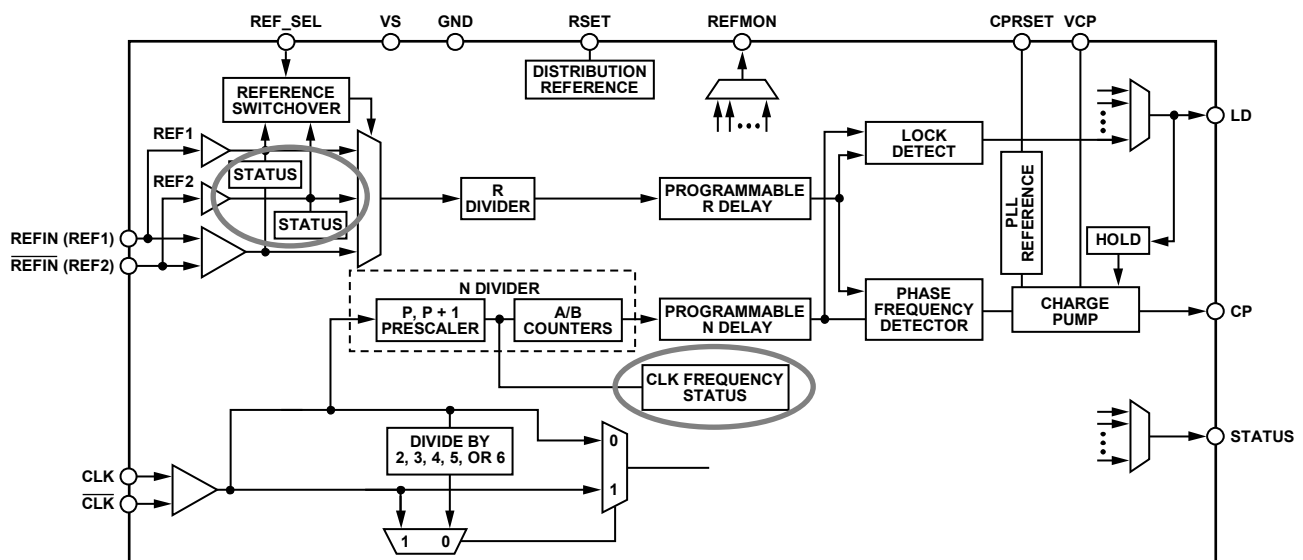 REF_SEL
VS
GND
RSET
REFMON
CPRSET
VCP
REFERENCE
SWITCHOVER
DISTRIBUTION
REFERENCE
REF1
STATUS
REF2
STATUS
REFIN (REF1)
REFIN (REF2)
R
DIVIDER
PROGRAMMABLE
R DELAY
LOCK
DETECT
PLL
REFERENCE
LD
HOLD
N DIVIDER
P, P + 1
PRESCALER
A/B
COUNTERS
PROGRAMMABLE
N DELAY
PHASE
FREQUENCY
DETECTOR
CHARGE
PUMP
CP
CLK FREQUENCY
STATUS
DIVIDE BY
2, 3, 4, 5, OR 6
0
1
STATUS
CLK
CLK
1 0